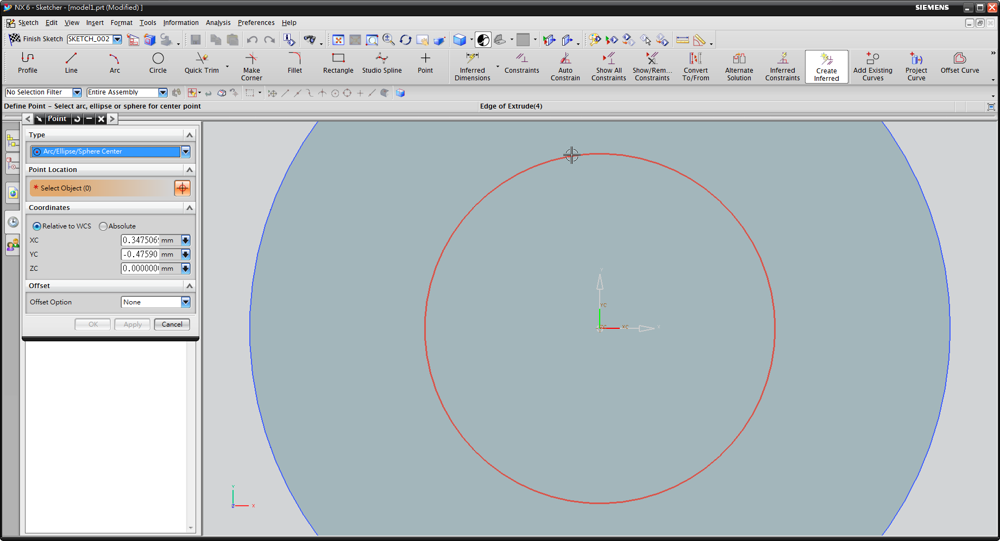 NX 6 - Sketcher - [model1.prt (Modified) ]
SIEMENS
Sketch Edit View Insert Format Tools Information Analysis Preferences Help
Finish Sketch SKETCH_002
Profile Line Arc Circle Quick Trim Make Corner Fillet Rectangle Studio Spline Point Inferred Dimensions Constraints Auto Constrain Show All Constraints Show/Rem... Constraints Convert To/From Alternate Solution Inferred Constraints Create Inferred Add Existing Curves Project Curve Offset Curve
No Selection Filter Entire Assembly
Define Point - Select arc, ellipse or sphere for center point
Edge of Extrude(4)
Point
Type
Arc/Ellipse/Sphere Center
Point Location
* Select Object (0)
Coordinates
Relative to WCS Absolute
XC 0.347506 mm
YC -0.47590 mm
ZC 0.000000 mm
Offset
Offset Option None
OK Apply Cancel
Y
YC
ZC XC X
Y
Z X